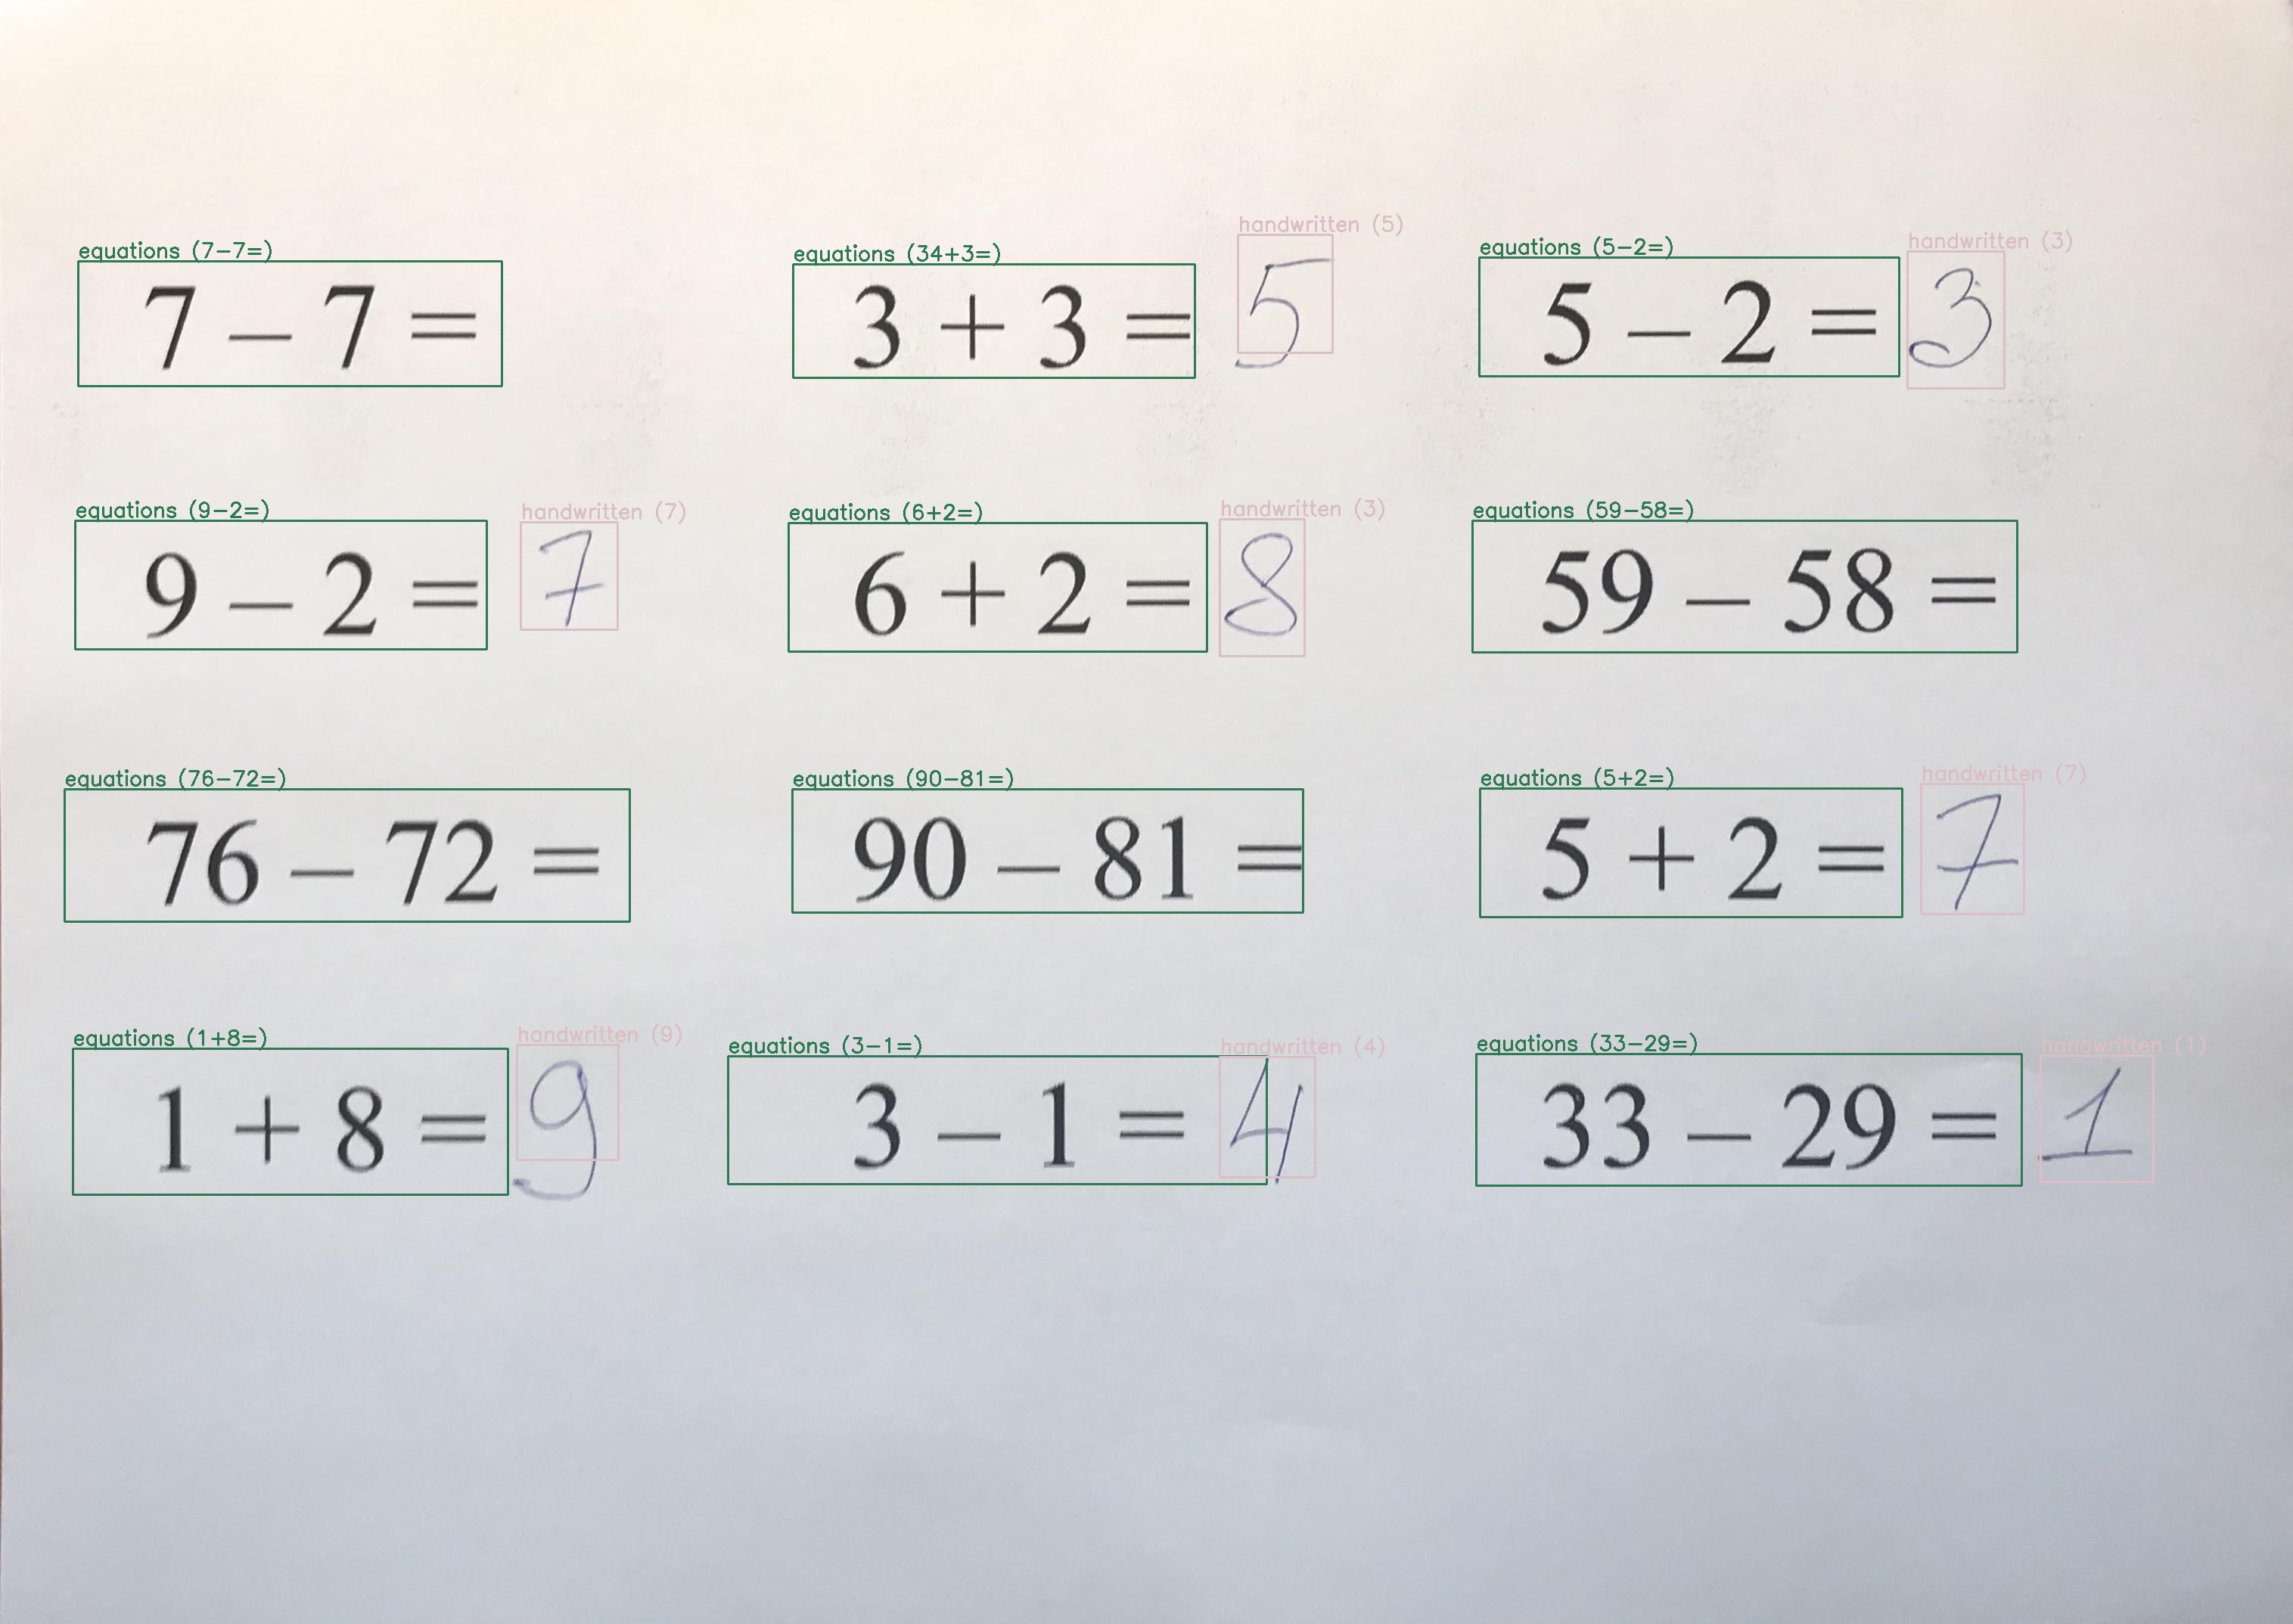 equations (7-7=) equations (34+3=) handwritten (5) equations (5-2=) handwritten (3)
7 – 7 = 3 + 3 = 5 5 – 2 = 3
equations (9-2=) handwritten (7) equations (6+2=) handwritten (3) equations (59-58=)
9 – 2 = 7 6 + 2 = 8 59 – 58 =
equations (76-72=) equations (90-81=) equations (5+2=) handwritten (7)
76 – 72 = 90 – 81 = 5 + 2 = 7
equations (1+8=) handwritten (9) equations (3-1=) handwritten (4) equations (33-29=) handwritten (1)
1 + 8 = 9 3 – 1 = 4 33 – 29 = 1